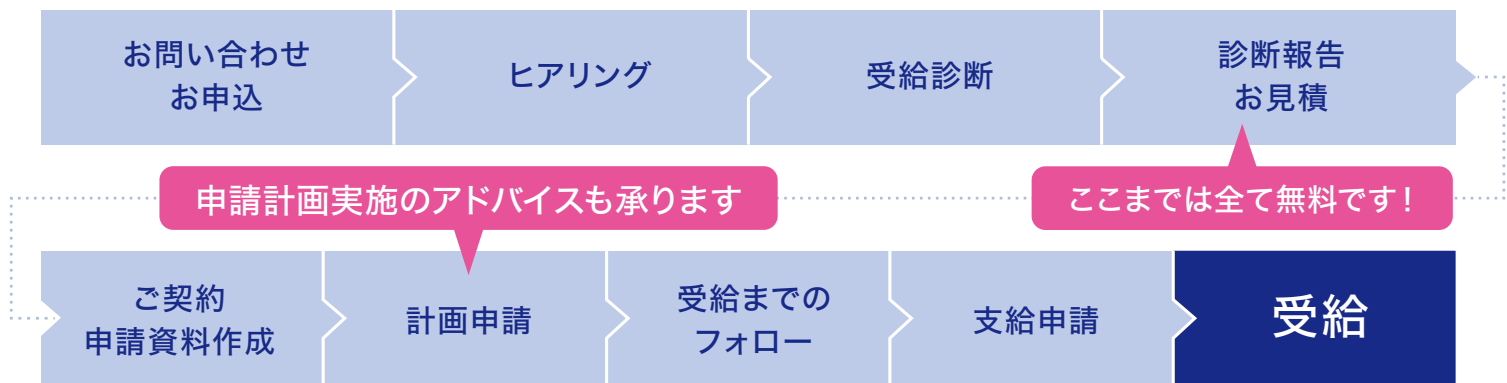 お問い合わせ
お申込
ヒアリング
受給診断
診断報告
お見積
申請計画実施のアドバイスも承ります
ここまでは全て無料です!
ご契約
申請資料作成
計画申請
受給までの
フォロー
支給申請
受給